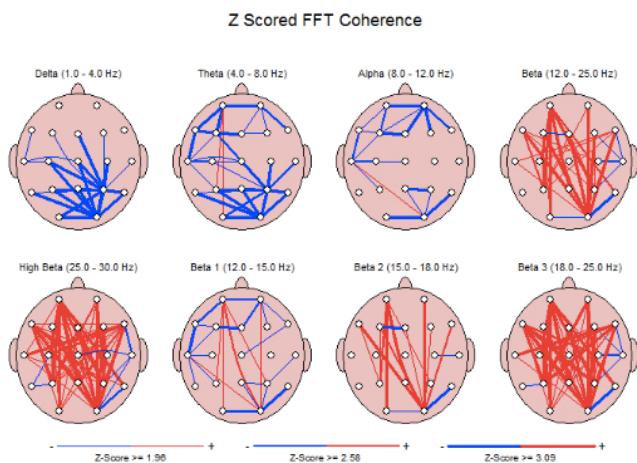 Z Scored FFT Coherence
Delta (1.0 - 4.0 Hz)
Theta (4.0 - 8.0 Hz)
Alpha (8.0 - 12.0 Hz)
Beta (12.0 - 25.0 Hz)
High Beta (25.0 - 30.0 Hz)
Beta 1 (12.0 - 15.0 Hz)
Beta 2 (15.0 - 18.0 Hz)
Beta 3 (18.0 - 25.0 Hz)
- +
Z-Score >= 1.96
- +
Z-Score >= 2.58
- +
Z-Score >= 3.09